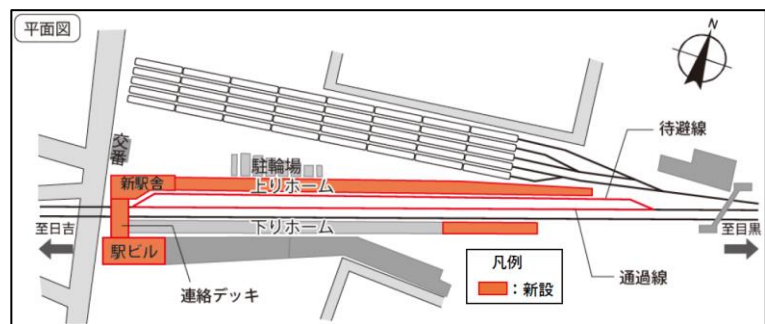 平面図
N
待避線
交番
駐輪場
新駅舎
上りホーム
至日吉
下りホーム
至目黒
駅ビル
凡例
：新設
連絡デッキ
通過線